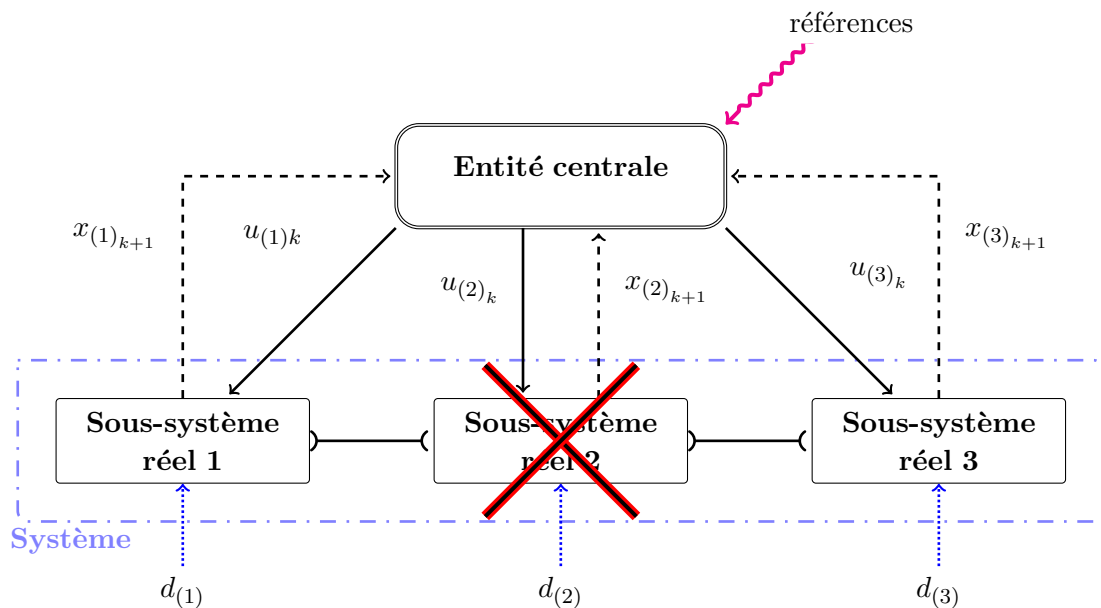 références
Entité centrale
x(1)k+1
u(1)k
u(2)k
x(2)k+1
u(3)k
x(3)k+1
Sous-système
réel 1
Sous-système
réel 2
Sous-système
réel 3
Système
d(1)
d(2)
d(3)